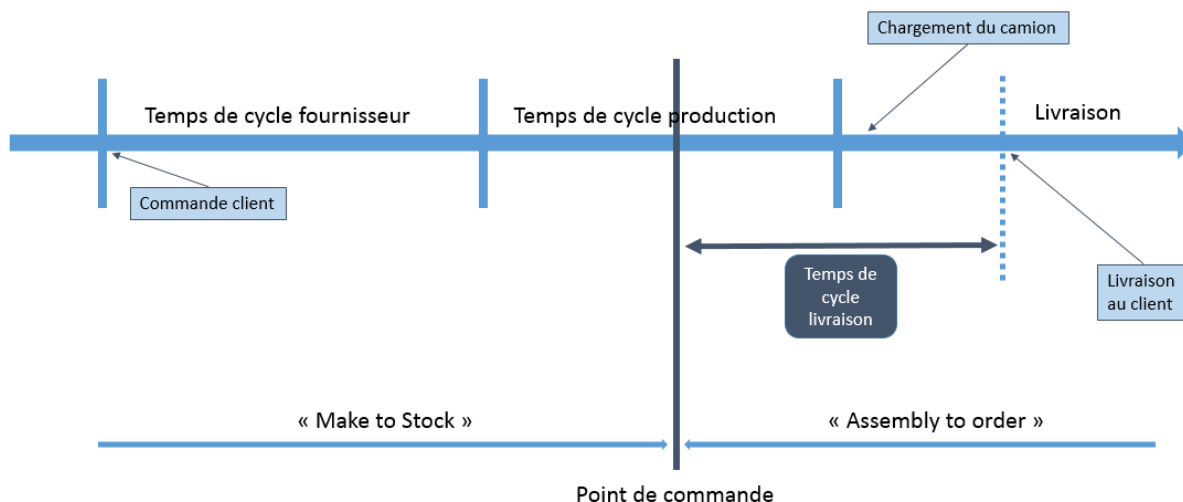 Chargement du camion
Temps de cycle fournisseur
Temps de cycle production
Livraison
Commande client
Temps de
cycle
livraison
Livraison
au client
« Make to Stock »
« Assembly to order »
Point de commande